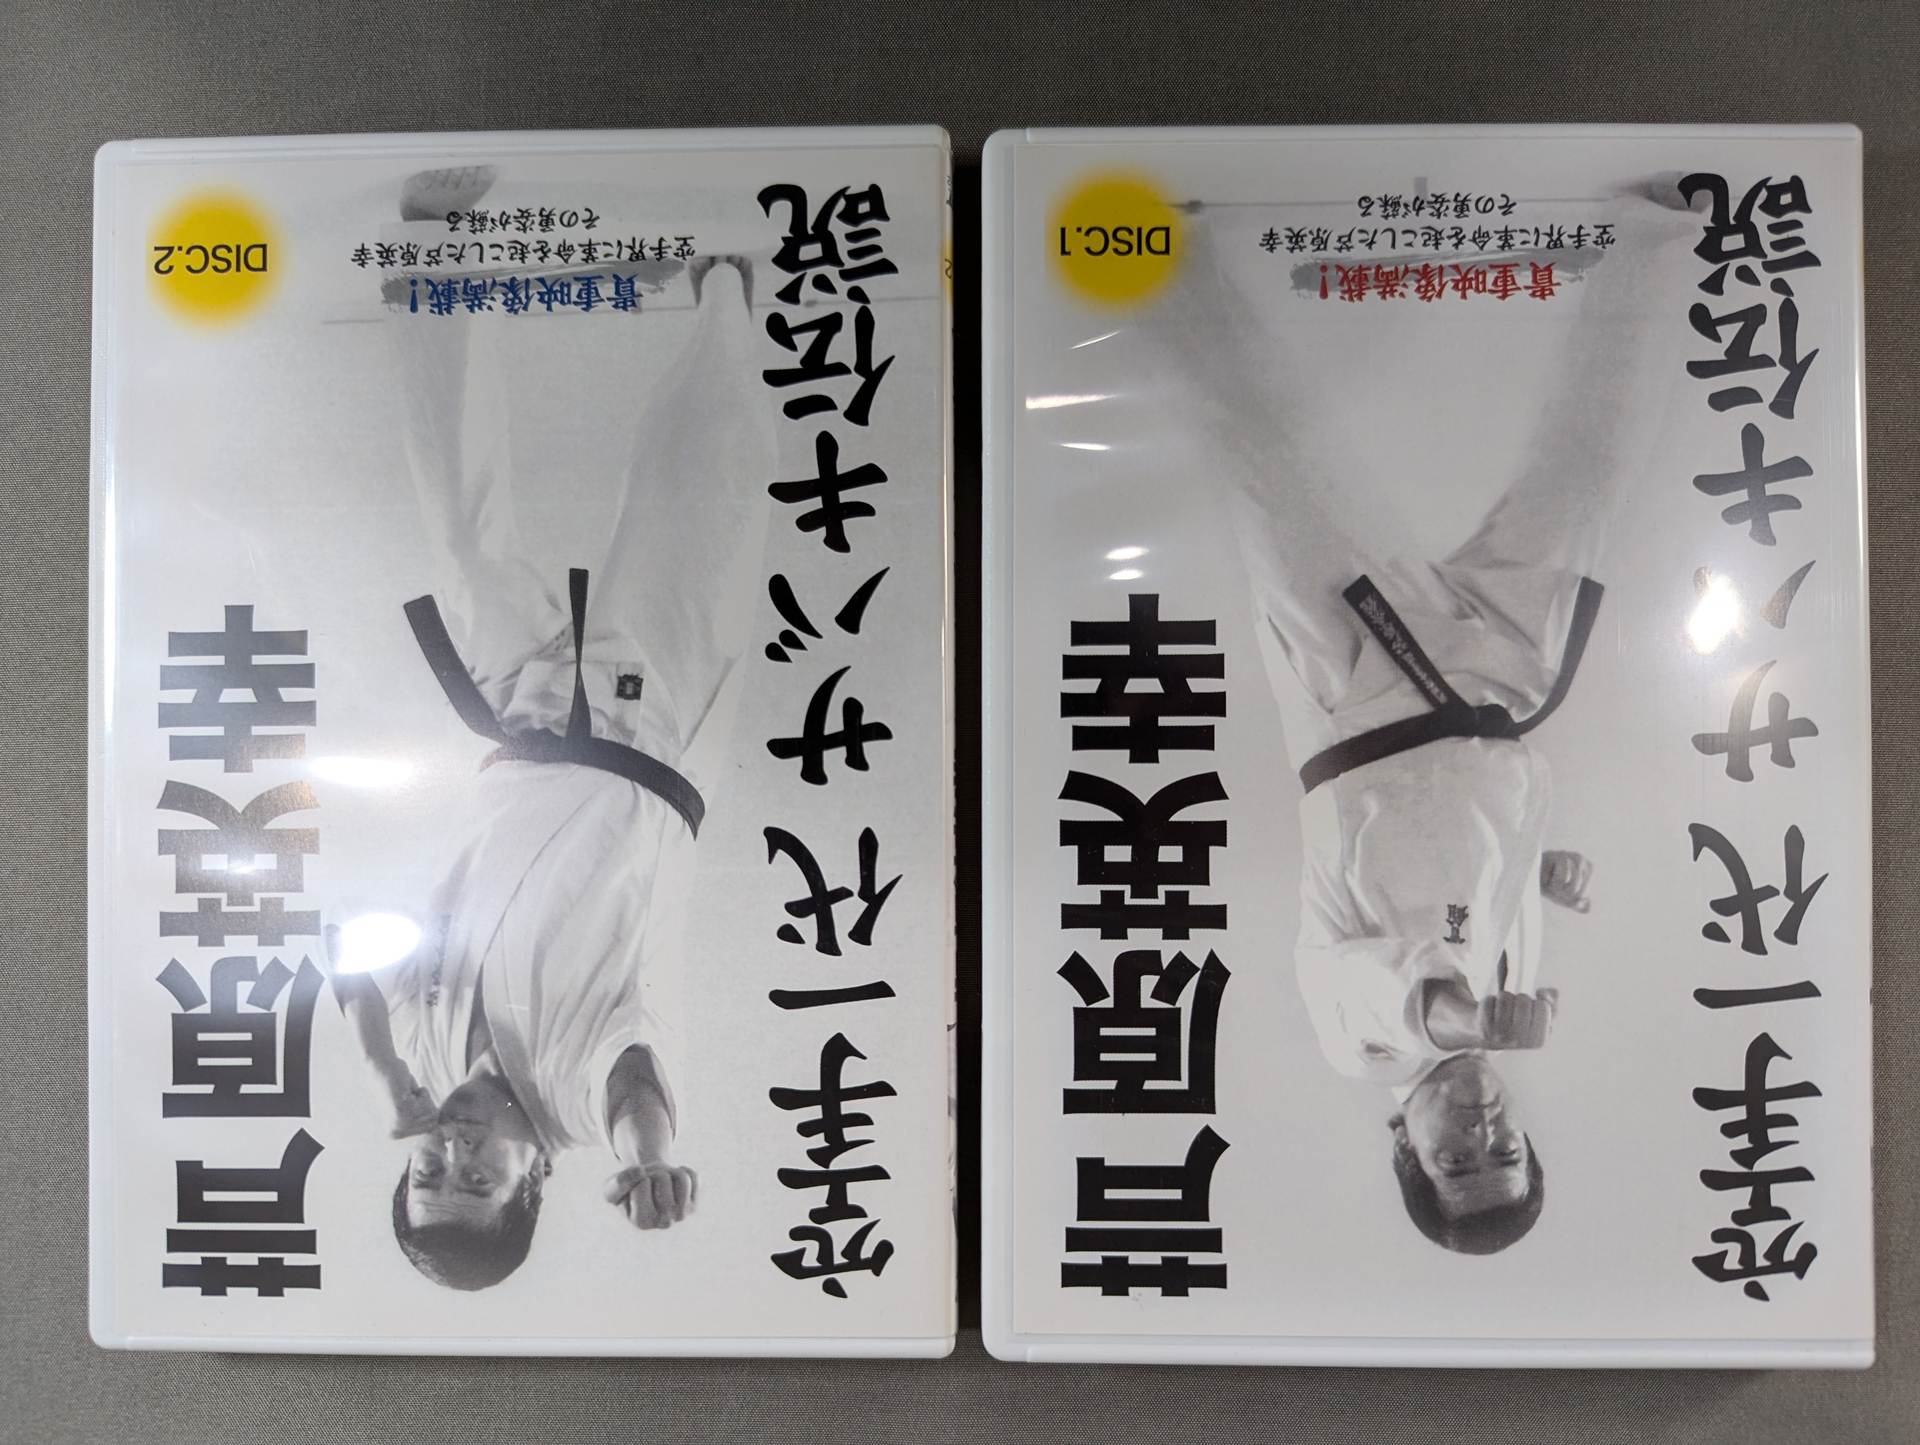 空手一代 サバキ伝説
芦原英幸
貴重映像満載!
空手界に革命を起こした芦原英幸
その勇姿が蘇る
DISC.1
空手一代 サバキ伝説
芦原英幸
貴重映像満載!
空手界に革命を起こした芦原英幸
その勇姿が蘇る
DISC.2